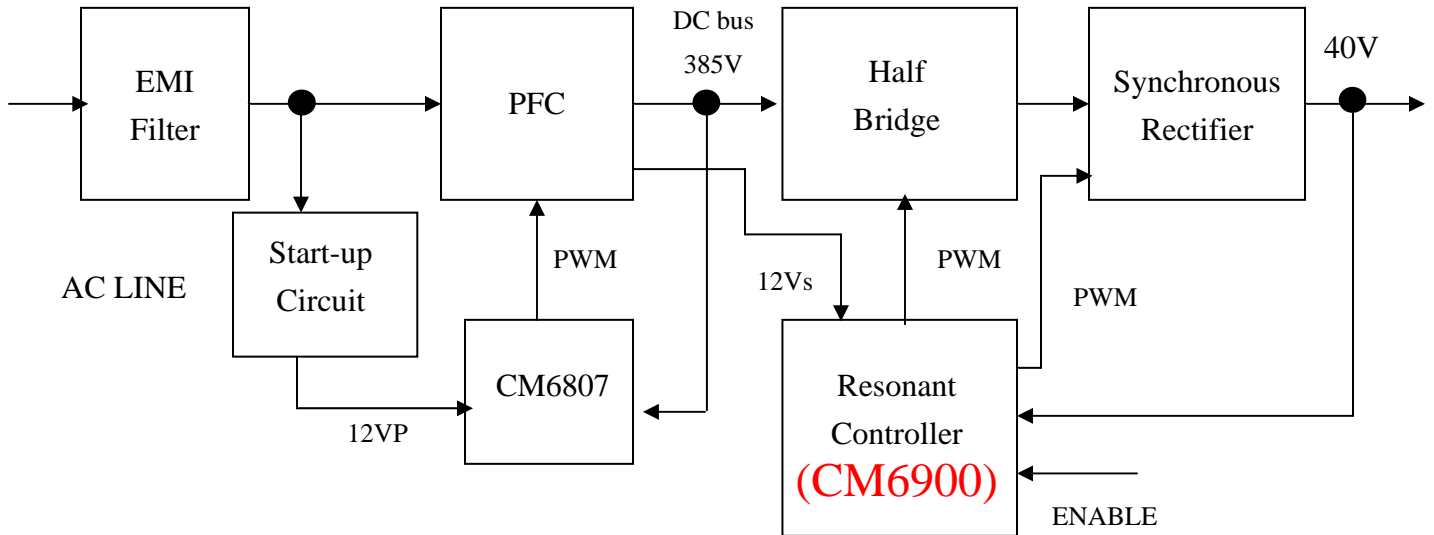 EMI
Filter
PFC
DC bus
385V
Half
Bridge
Synchronous
Rectifier
40V
Start-up
Circuit
AC LINE
PWM
12Vs
PWM
PWM
CM6807
12VP
Resonant
Controller
(CM6900)
ENABLE